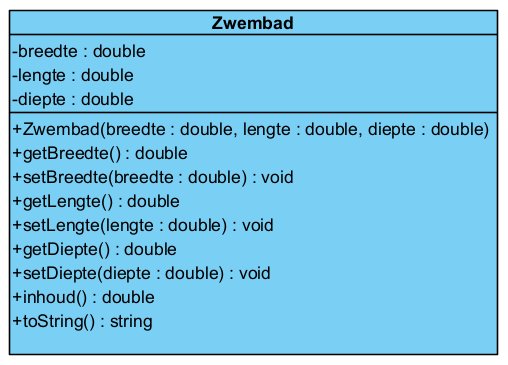 Zwembad
-breedte : double
-lengte : double
-diepte : double
+Zwembad(breedte : double, lengte : double, diepte : double)
+getBreedte() : double
+setBreedte(breedte : double) : void
+getLengte() : double
+setLengte(lengte : double) : void
+getDiepte() : double
+setDiepte(diepte : double) : void
+inhoud() : double
+toString() : string